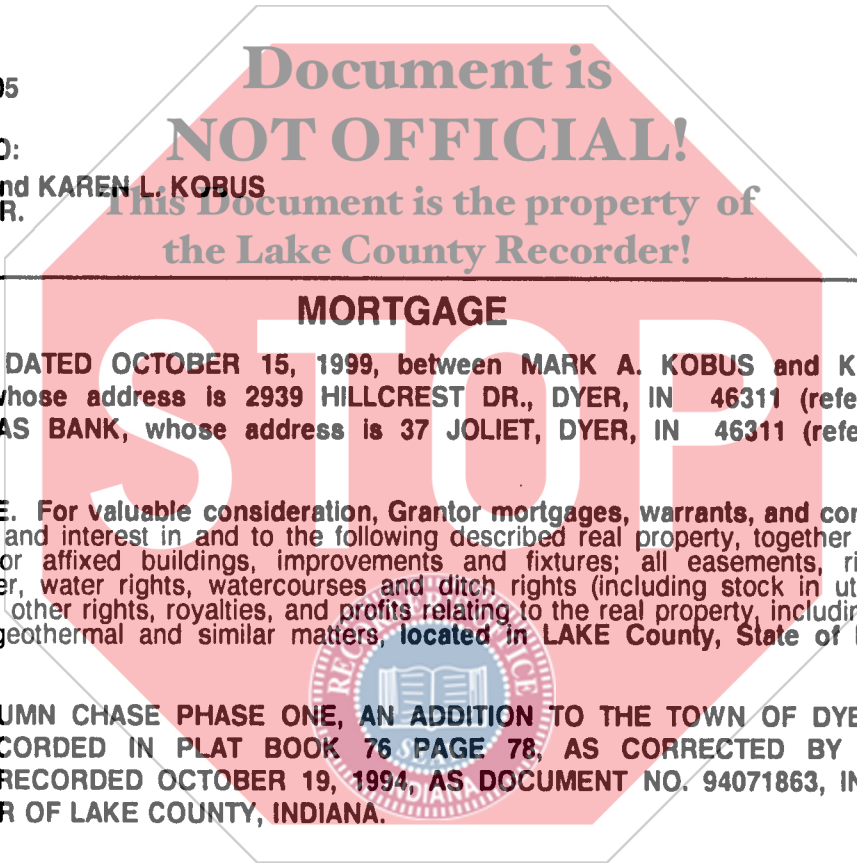 Document is
NOT OFFICIAL!
This Document is the property of
the Lake County Recorder!
STOP
05
O:
nd KAREN L. KOBUS
R.
MORTGAGE
DATED OCTOBER 15, 1999, between MARK A. KOBUS and K
whose address is 2939 HILLCREST DR., DYER, IN 46311 (refe
AS BANK, whose address is 37 JOLIET, DYER, IN 46311 (refe
E. For valuable consideration, Grantor mortgages, warrants, and con
and interest in and to the following described real property, together
or affixed buildings, improvements and fixtures; all easements, ri
er, water rights, watercourses and ditch rights (including stock in ut
other rights, royalties, and profits relating to the real property, includin
geothermal and similar matters, located in LAKE County, State of
UMN CHASE PHASE ONE, AN ADDITION TO THE TOWN OF DYE
CORDED IN PLAT BOOK 76 PAGE 78, AS CORRECTED BY
RECORDED OCTOBER 19, 1994, AS DOCUMENT NO. 94071863, IN
R OF LAKE COUNTY, INDIANA.
SEAL
INDIANA